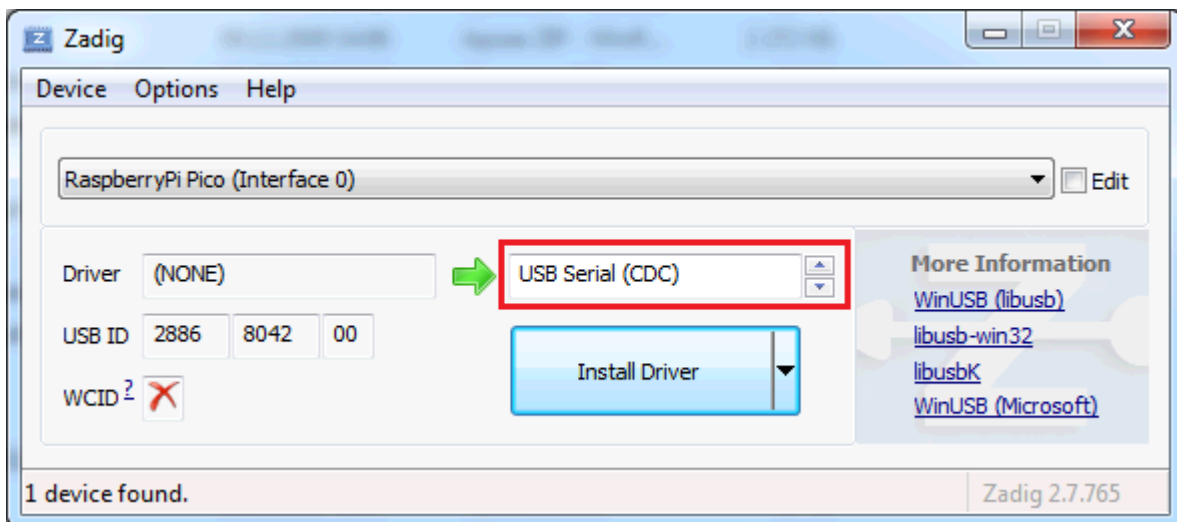 Zadig
Device Options Help
RaspberryPi Pico (Interface 0)
Edit
Driver (NONE) USB Serial (CDC)
USB ID 2886 8042 00
WCID ?
Install Driver
More Information
WinUSB (libusb)
libusb-win32
libusbK
WinUSB (Microsoft)
1 device found.
Zadig 2.7.765